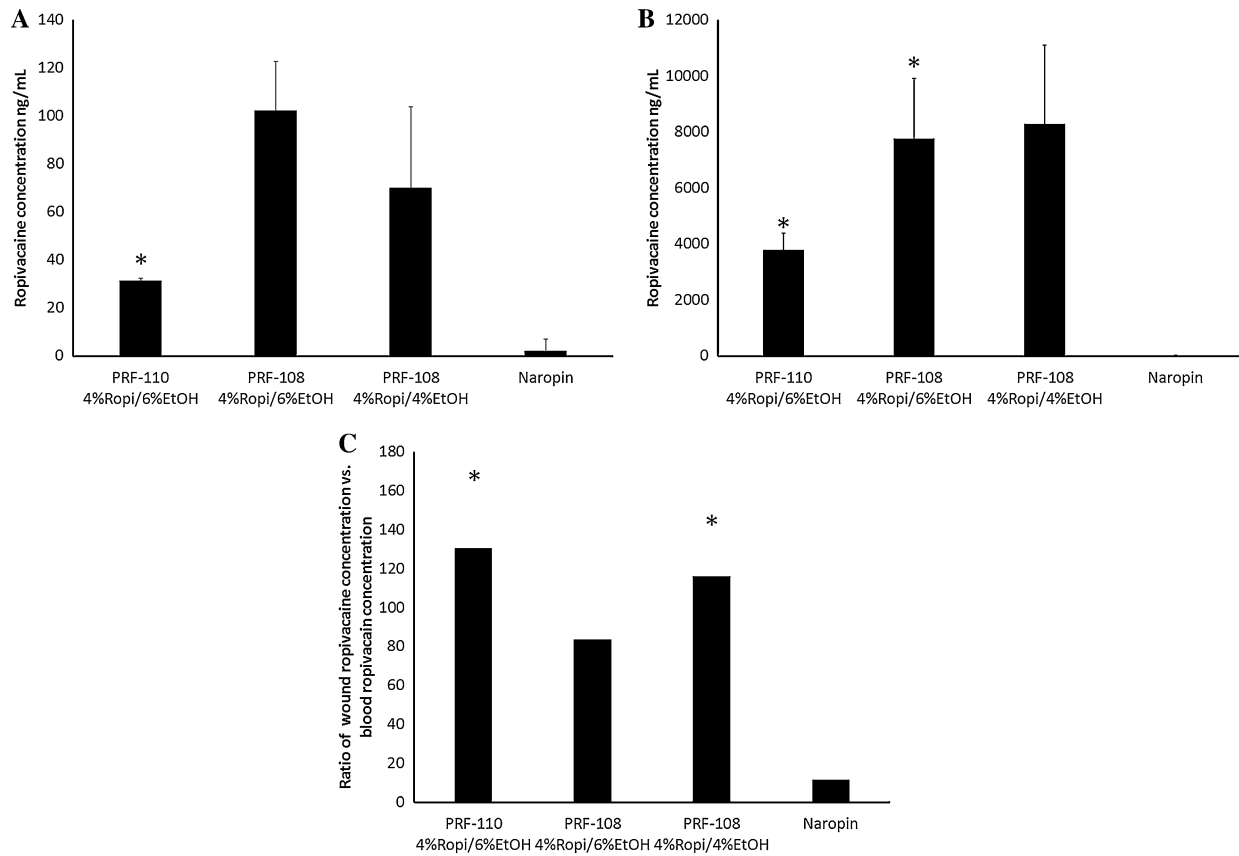 A
Ropivacaine concentration ng/mL
140
120
100
80
60
40
20
0
*
PRF-110
4%Ropi/6%EtOH
PRF-108
4%Ropi/6%EtOH
PRF-108
4%Ropi/4%EtOH
Naropin
B
Ropivacaine concentration ng/mL
12000
10000
8000
6000
4000
2000
0
*
*
PRF-110
4%Ropi/6%EtOH
PRF-108
4%Ropi/6%EtOH
PRF-108
4%Ropi/4%EtOH
Naropin
C
Ratio of wound ropivacaine concentration vs.
blood ropivacain concentration
180
160
140
120
100
80
60
40
20
0
*
*
PRF-110
4%Ropi/6%EtOH
PRF-108
4%Ropi/6%EtOH
PRF-108
4%Ropi/4%EtOH
Naropin